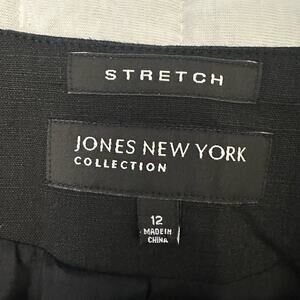 STRETCH
JONES NEW YORK
COLLECTION
12
MADE IN
CHINA